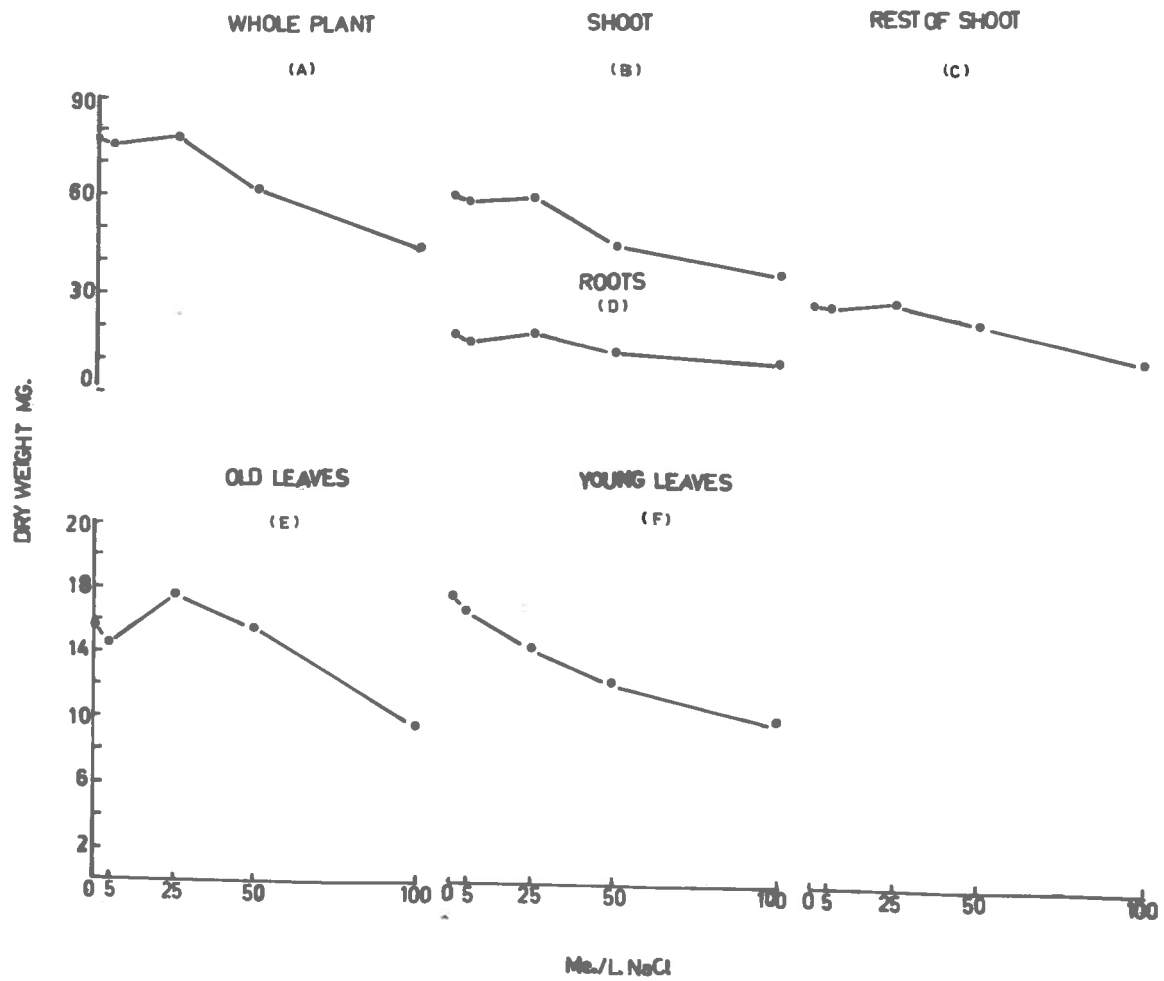 WHOLE PLANT
(A)
SHOOT
(B)
REST OF SHOOT
(C)
90
60
30
0
ROOTS
(D)
DRY WEIGHT MG.
OLD LEAVES
(E)
YOUNG LEAVES
(F)
20
18
14
10
6
2
0 5 25 50 100
0 5 25 50 100
0 5 25 50 100
Me./L. NaCl